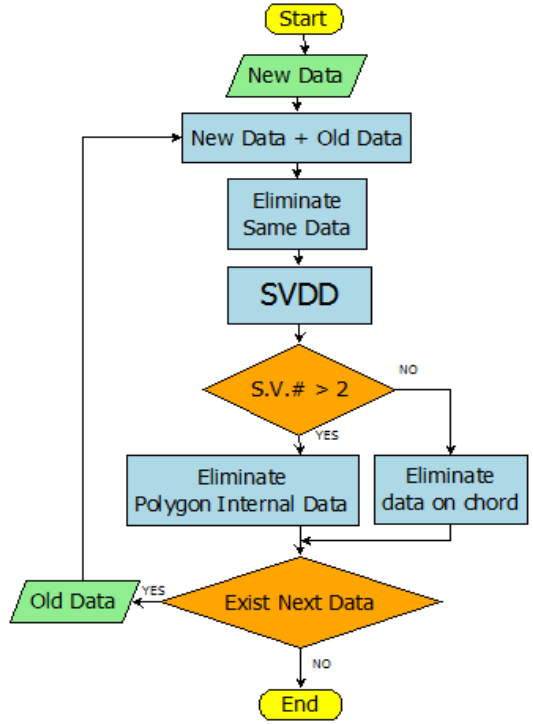 Start
New Data
New Data + Old Data
Eliminate
Same Data
SVDD
S.V.# > 2
NO
YES
Eliminate
Polygon Internal Data
Eliminate
data on chord
Exist Next Data
YES
Old Data
NO
End